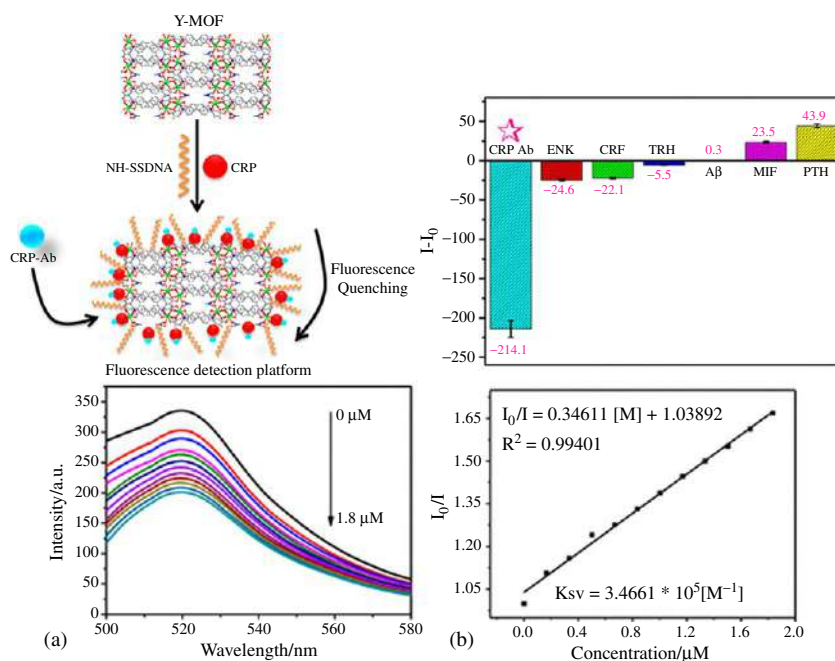 Y-MOF
NH-SSDNA
CRP
CRP-Ab
Fluorescence
Quenching
Fluorescence detection platform
350
300
250
200
150
100
50
0
Intensity/a.u.
0 μM
1.8 μM
500
520
540
560
580
Wavelength/nm
(a)
50
0
−50
−100
−150
−200
−250
I-I₀
CRP Ab
ENK
CRF
TRH
Aβ
MIF
PTH
−214.1
−24.6
−22.1
−5.5
0.3
23.5
43.9
1.65
1.50
1.35
1.20
1.05
I₀/I
I₀/I = 0.34611 [M] + 1.03892
R² = 0.99401
Ksv = 3.4661 * 10⁵[M⁻¹]
0.0
0.4
0.8
1.2
1.6
2.0
Concentration/μM
(b)